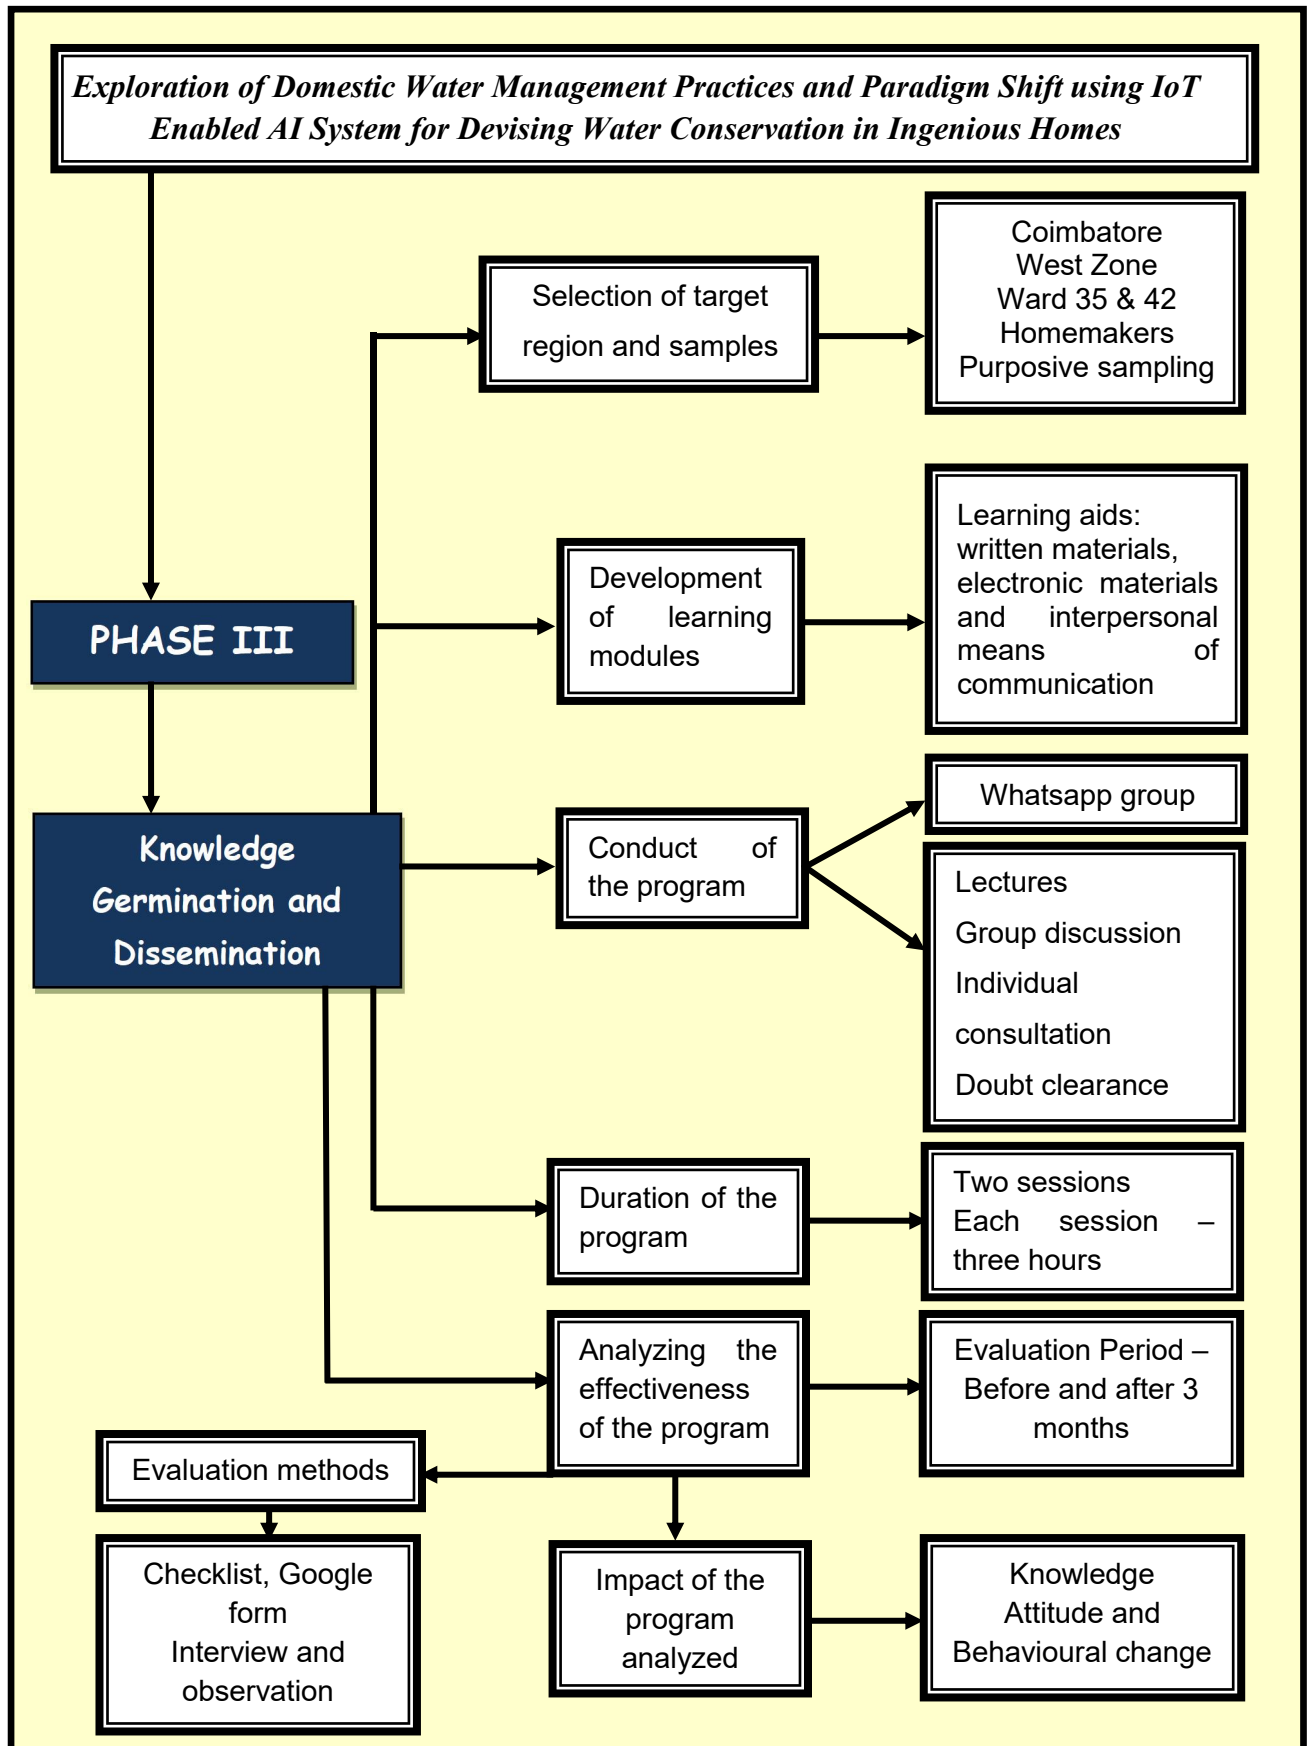 Exploration of Domestic Water Management Practices and Paradigm Shift using IoT
Enabled AI System for Devising Water Conservation in Ingenious Homes
Selection of target
region and samples
Coimbatore
West Zone
Ward 35 & 42
Homemakers
Purposive sampling
PHASE III
Development
of learning
modules
Learning aids:
written materials,
electronic materials
and interpersonal
means of
communication
Knowledge
Germination and
Dissemination
Conduct of
the program
Whatsapp group
Lectures
Group discussion
Individual
consultation
Doubt clearance
Duration of the
program
Two sessions
Each session –
three hours
Analyzing the
effectiveness
of the program
Evaluation Period –
Before and after 3
months
Evaluation methods
Checklist, Google
form
Interview and
observation
Impact of the
program
analyzed
Knowledge
Attitude and
Behavioural change